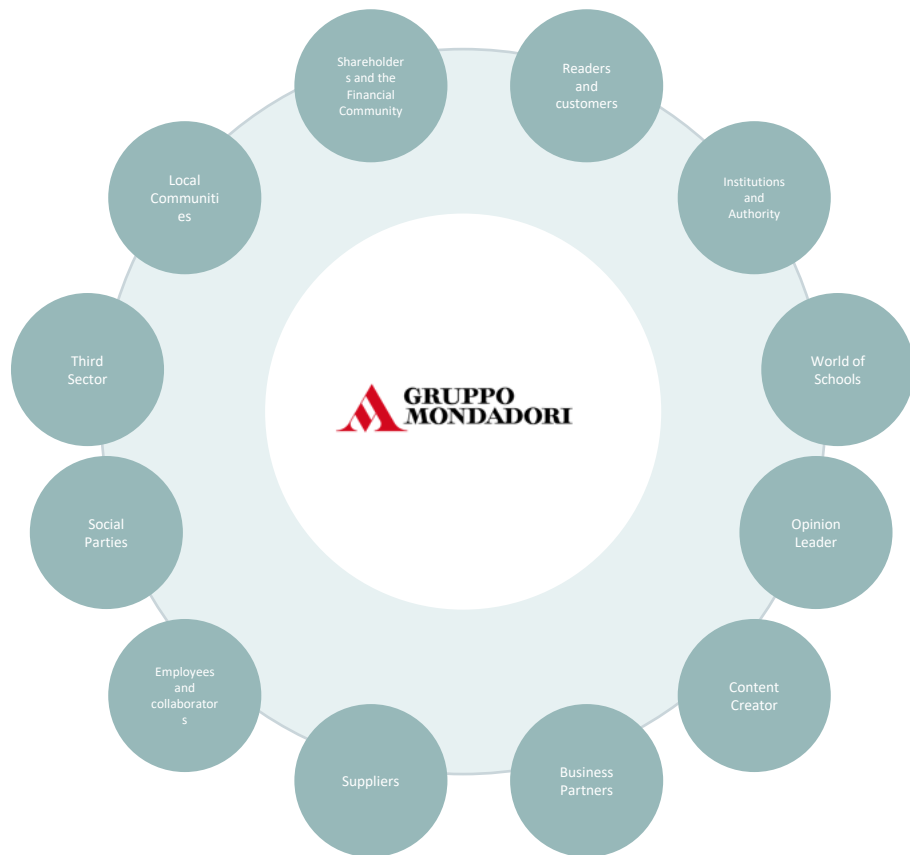 Shareholder
s and the
Financial
Community
Readers
and
customers
Local
Communiti
es
Institutions
and
Authority
Third
Sector
World of
Schools
GRUPPO
MONDADORI
Social
Parties
Opinion
Leader
Employees
and
collaborator
s
Content
Creator
Suppliers
Business
Partners